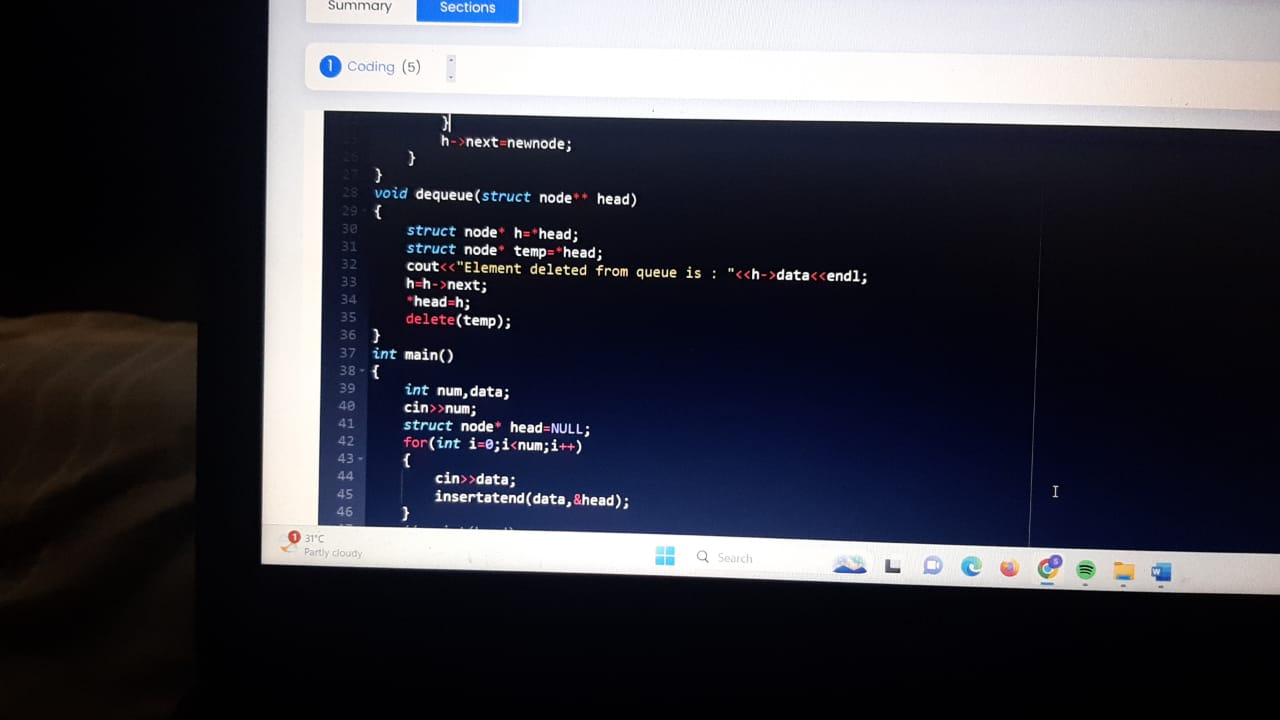 Summary Sections
1 Coding (5)
}
h->next=newnode;
26 }
27 }
28 void dequeue(struct node** head)
29 {
30 struct node* h=*head;
31 struct node* temp=*head;
32 cout<<"Element deleted from queue is : "<<h->data<<endl;
33 h=h->next;
34 *head=h;
35 delete(temp);
36 }
37 int main()
38 {
39 int num,data;
40 cin>>num;
41 struct node* head=NULL;
42 for(int i=0;i<num;i++)
43 {
44 cin>>data;
45 insertatend(data,&head);
46 }
1 31°C
Partly cloudy
Search